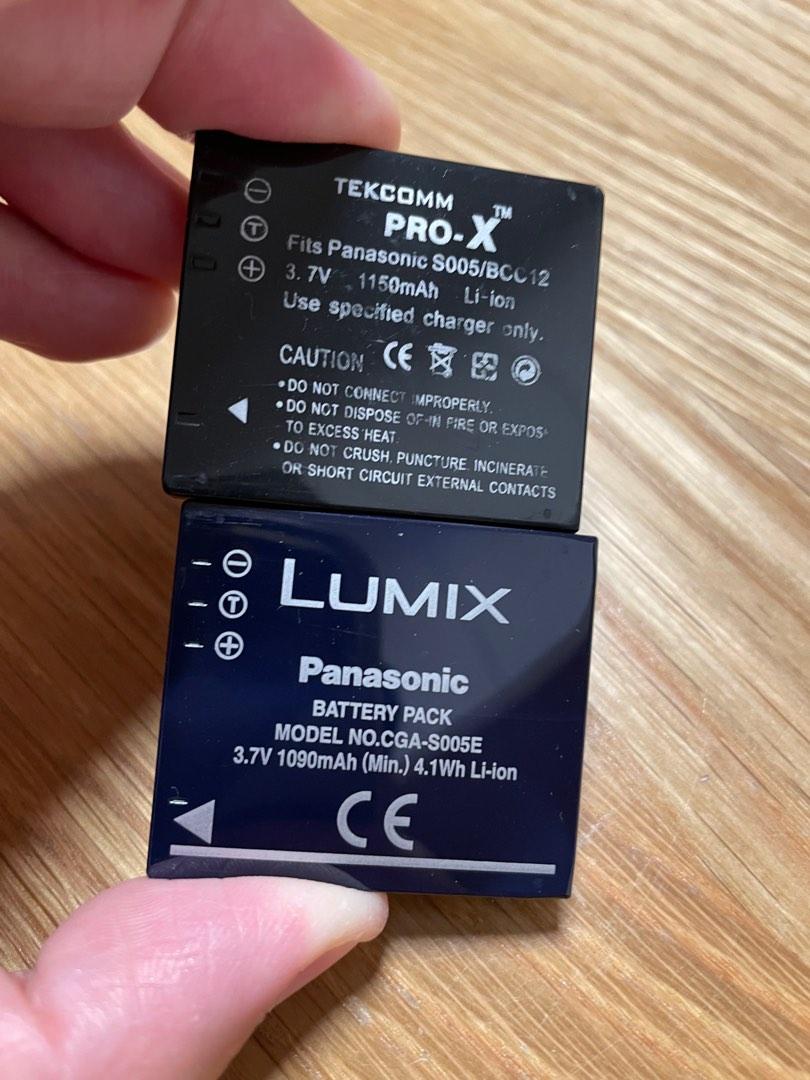 TEKCOMM
PRO-X™
Fits Panasonic S005/BCC12
3.7V 1150mAh Li-ion
Use specified charger only.
CAUTION CE
•DO NOT CONNECT IMPROPERLY.
•DO NOT DISPOSE OF-IN FIRE OR EXPOS
TO EXCESS HEAT.
•DO NOT CRUSH, PUNCTURE, INCINERATE
OR SHORT CIRCUIT EXTERNAL CONTACTS
T
LUMIX
T
Panasonic
BATTERY PACK
MODEL NO.CGA-S005E
3.7V 1090mAh (Min.) 4.1Wh Li-ion
CE